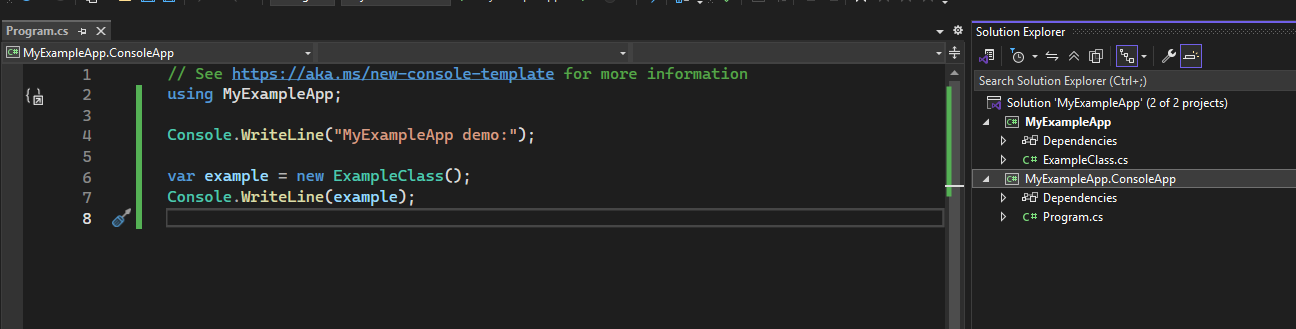 Program.cs
MyExampleApp.ConsoleApp
1 // See https://aka.ms/new-console-template for more information
2 using MyExampleApp;
3
4 Console.WriteLine("MyExampleApp demo:");
5
6 var example = new ExampleClass();
7 Console.WriteLine(example);
8
Solution Explorer
Search Solution Explorer (Ctrl+;)
Solution 'MyExampleApp' (2 of 2 projects)
C# MyExampleApp
Dependencies
C# ExampleClass.cs
C# MyExampleApp.ConsoleApp
Dependencies
C# Program.cs